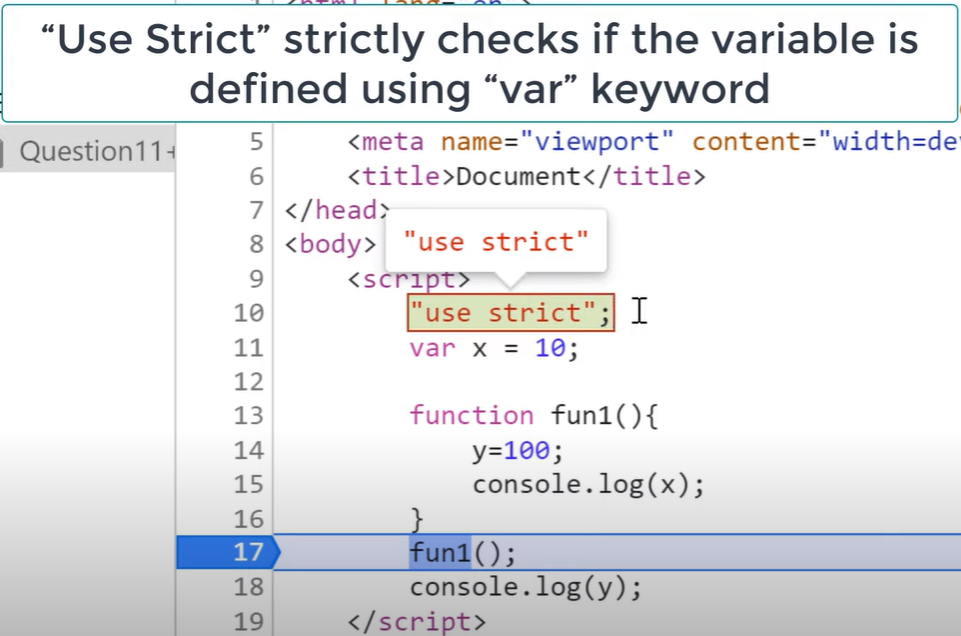 “Use Strict” strictly checks if the variable is
defined using “var” keyword
Question11+
5 <meta name="viewport" content="width=dev
6 <title>Document</title>
7 </head>
8 <body>
"use strict"
9 <script>
10 "use strict";
11 var x = 10;
12
13 function fun1(){
14 y=100;
15 console.log(x);
16 }
17 fun1();
18 console.log(y);
19 </script>